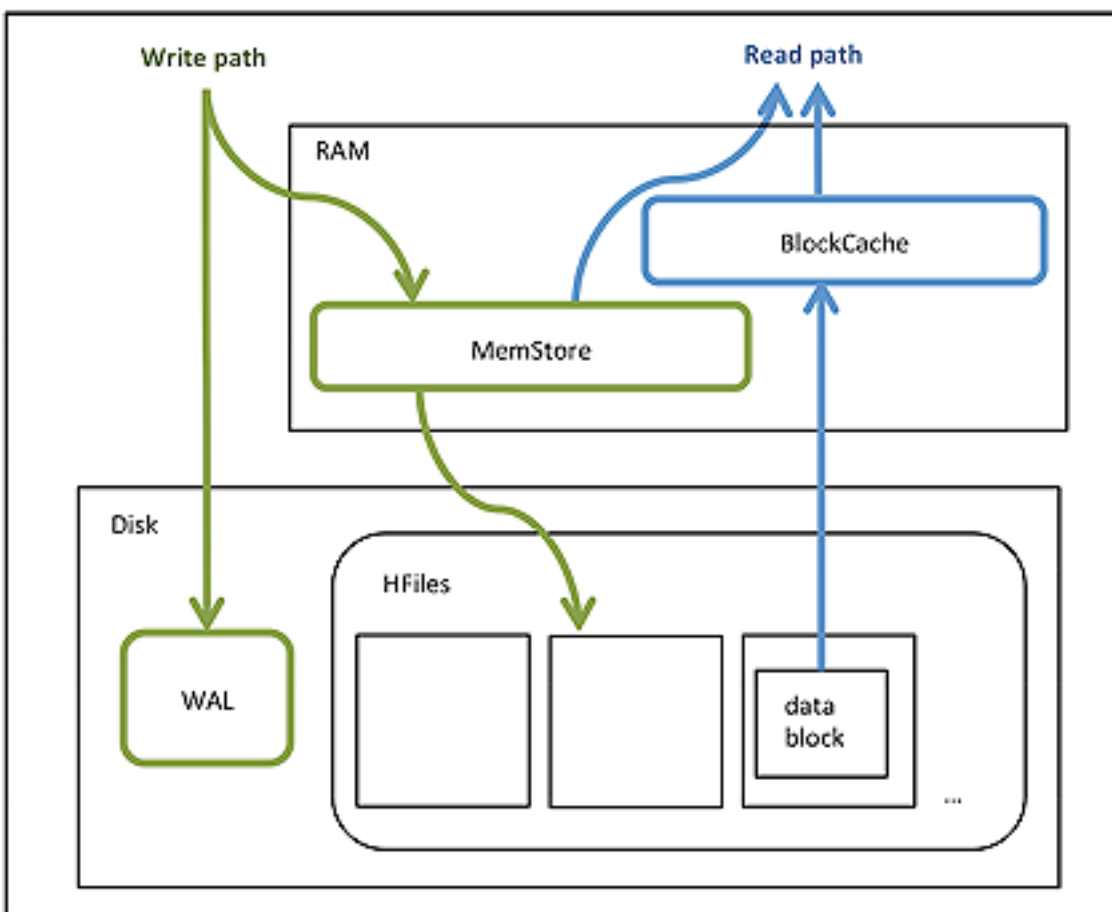 Write path
Read path
RAM
BlockCache
MemStore
Disk
HFiles
WAL
data
block
...